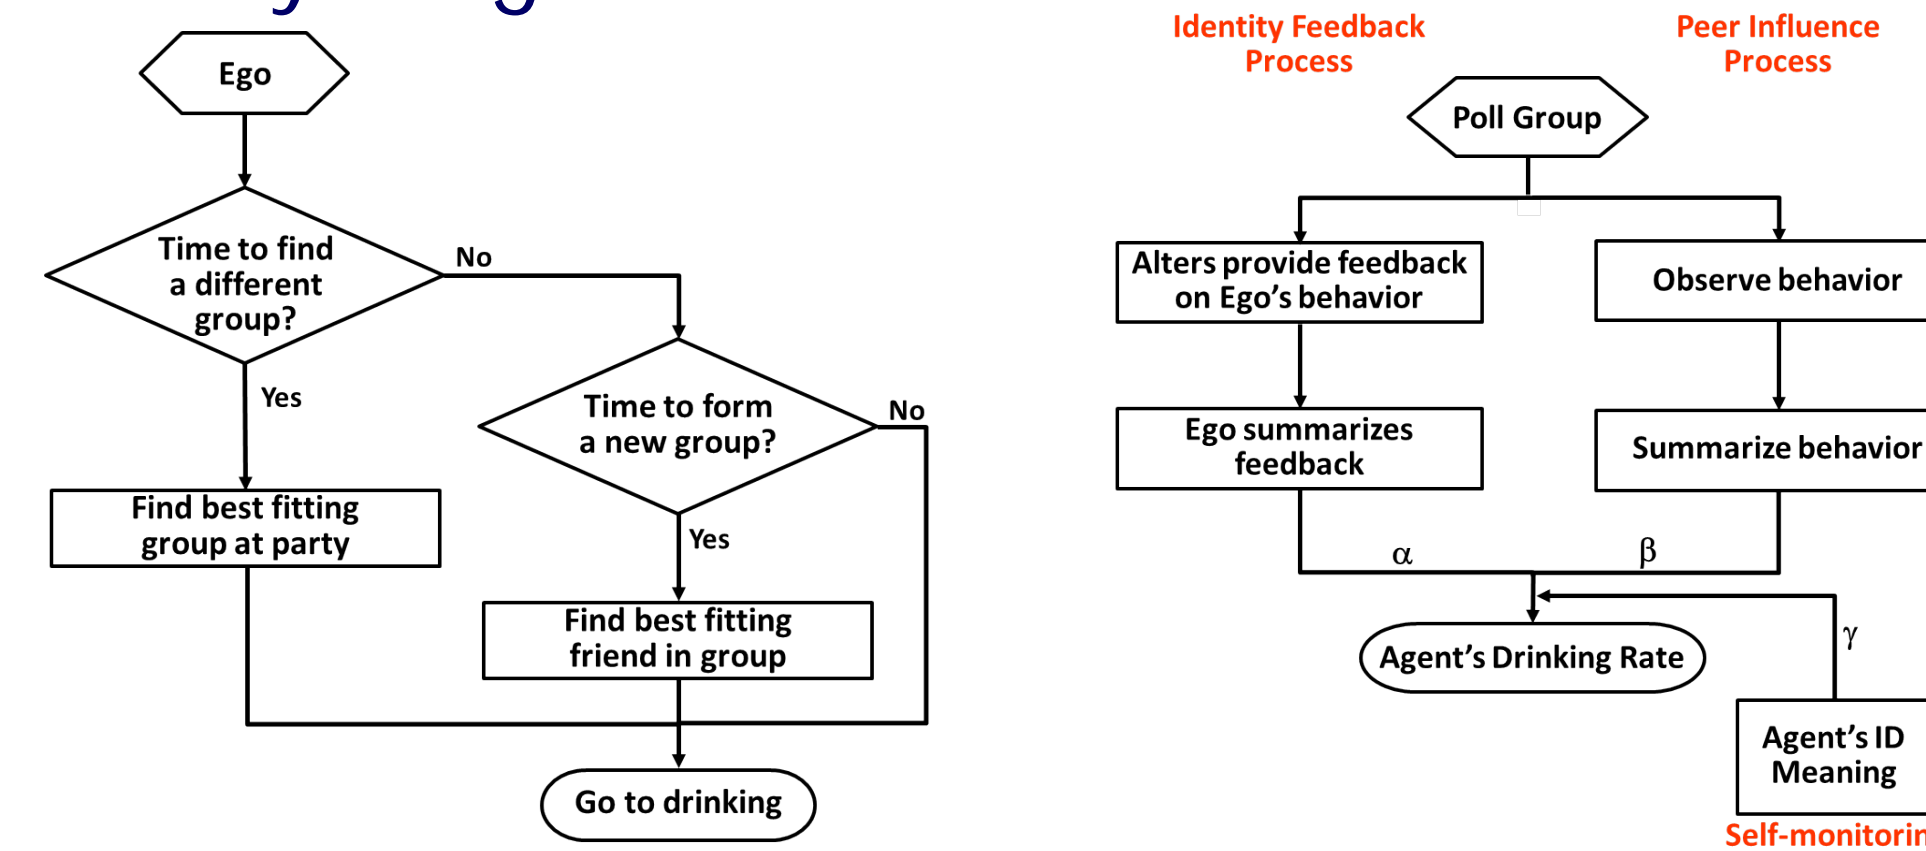 Ego
Time to find
a different
group?
No
Yes
Time to form
a new group?
No
Yes
Find best fitting
group at party
Find best fitting
friend in group
Go to drinking
Identity Feedback
Process
Peer Influence
Process
Poll Group
Alters provide feedback
on Ego's behavior
Observe behavior
Ego summarizes
feedback
Summarize behavior
α
β
γ
Agent's Drinking Rate
Agent's ID
Meaning